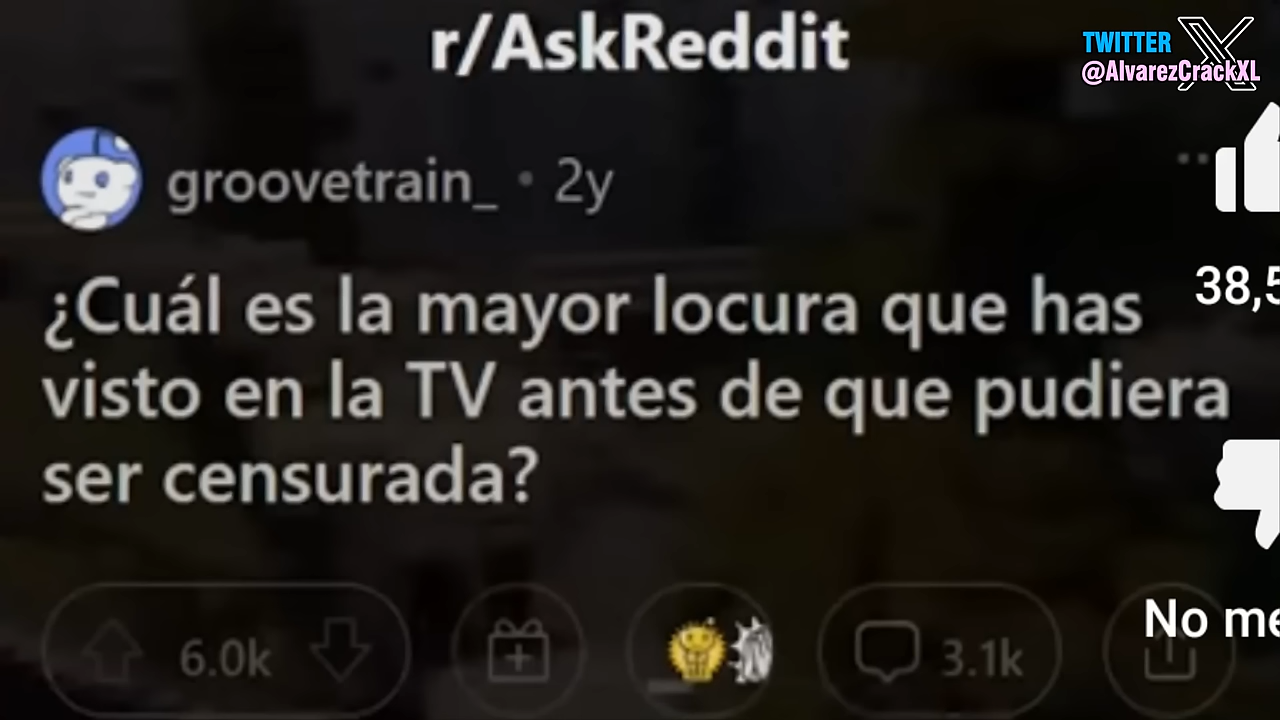 r/AskReddit
TWITTER
@AlvarezCrackXL
groovetrain_ · 2y
¿Cuál es la mayor locura que has
visto en la TV antes de que pudiera
ser censurada?
38,5
No me
6.0k
3.1k